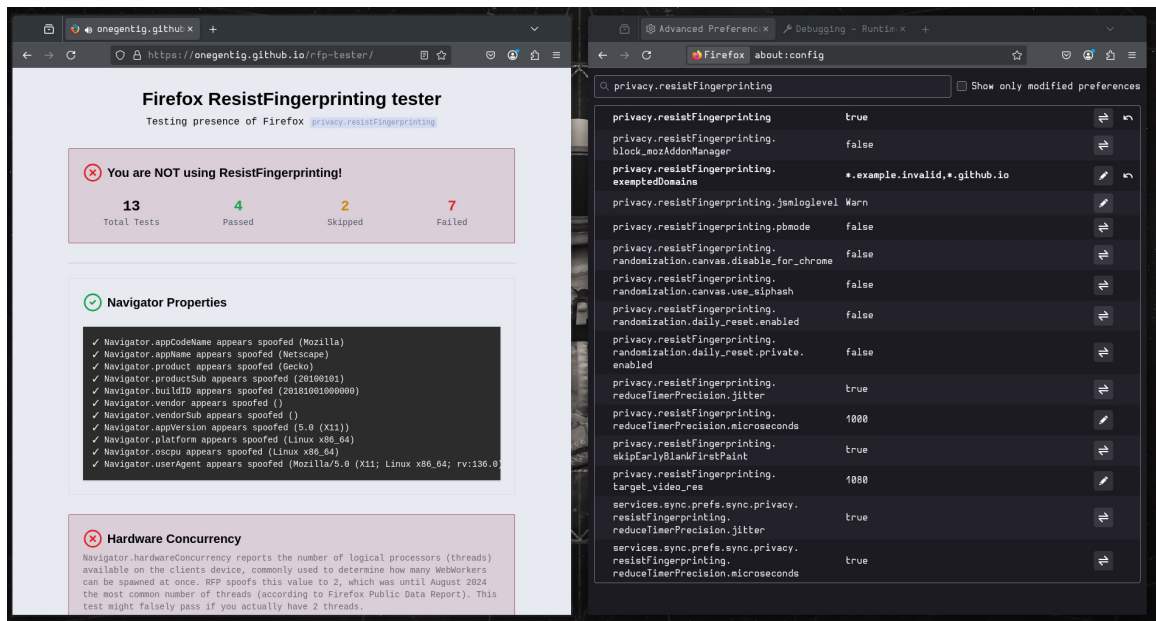 onegentig.github
https://onegentig.github.io/rfp-tester/
Firefox ResistFingerprinting tester
Testing presence of Firefox privacy.resistFingerprinting
You are NOT using ResistFingerprinting!
13
4
2
7
Total Tests
Passed
Skipped
Failed
Navigator Properties
✓ Navigator.appCodeName appears spoofed (Mozilla)
✓ Navigator.appName appears spoofed (Netscape)
✓ Navigator.product appears spoofed (Gecko)
✓ Navigator.productSub appears spoofed (20100101)
✓ Navigator.buildID appears spoofed (20181001000000)
✓ Navigator.vendor appears spoofed ()
✓ Navigator.vendorSub appears spoofed ()
✓ Navigator.appVersion appears spoofed (5.0 (X11))
✓ Navigator.platform appears spoofed (Linux x86_64)
✓ Navigator.oscpu appears spoofed (Linux x86_64)
✓ Navigator.userAgent appears spoofed (Mozilla/5.0 (X11; Linux x86_64; rv:136.0)
Hardware Concurrency
Navigator.hardwareConcurrency reports the number of logical processors (threads)
available on the clients device, commonly used to determine how many WebWorkers
can be spawned at once. RFP spoofs this value to 2, which was until August 2024
the most common number of threads (according to Firefox Public Data Report). This
test might falsely pass if you actually have 2 threads.
Advanced Preferenc
Debugging - Runtim
Firefox about:config
privacy.resistFingerprinting
Show only modified preferences
privacy.resistFingerprinting true
privacy.resistFingerprinting.
block_mozAddonManager
false
privacy.resistFingerprinting.
exemptedDomains
*.example.invalid,*.github.io
privacy.resistFingerprinting.jsmloglevel Warn
privacy.resistFingerprinting.pbmode false
privacy.resistFingerprinting.
randomization.canvas.disable_for_chrome
false
privacy.resistFingerprinting.
randomization.canvas.use_siphash
false
privacy.resistFingerprinting.
randomization.daily_reset.enabled
false
privacy.resistFingerprinting.
randomization.daily_reset.private.
enabled
false
privacy.resistFingerprinting.
reduceTimerPrecision.jitter
true
privacy.resistFingerprinting.
reduceTimerPrecision.microseconds
1000
privacy.resistFingerprinting.
skipEarlyBlankFirstPaint
true
privacy.resistFingerprinting.
target_video_res
1080
services.sync.prefs.sync.privacy.
resistFingerprinting.
reduceTimerPrecision.jitter
true
services.sync.prefs.sync.privacy.
resistFingerprinting.
reduceTimerPrecision.microseconds
true